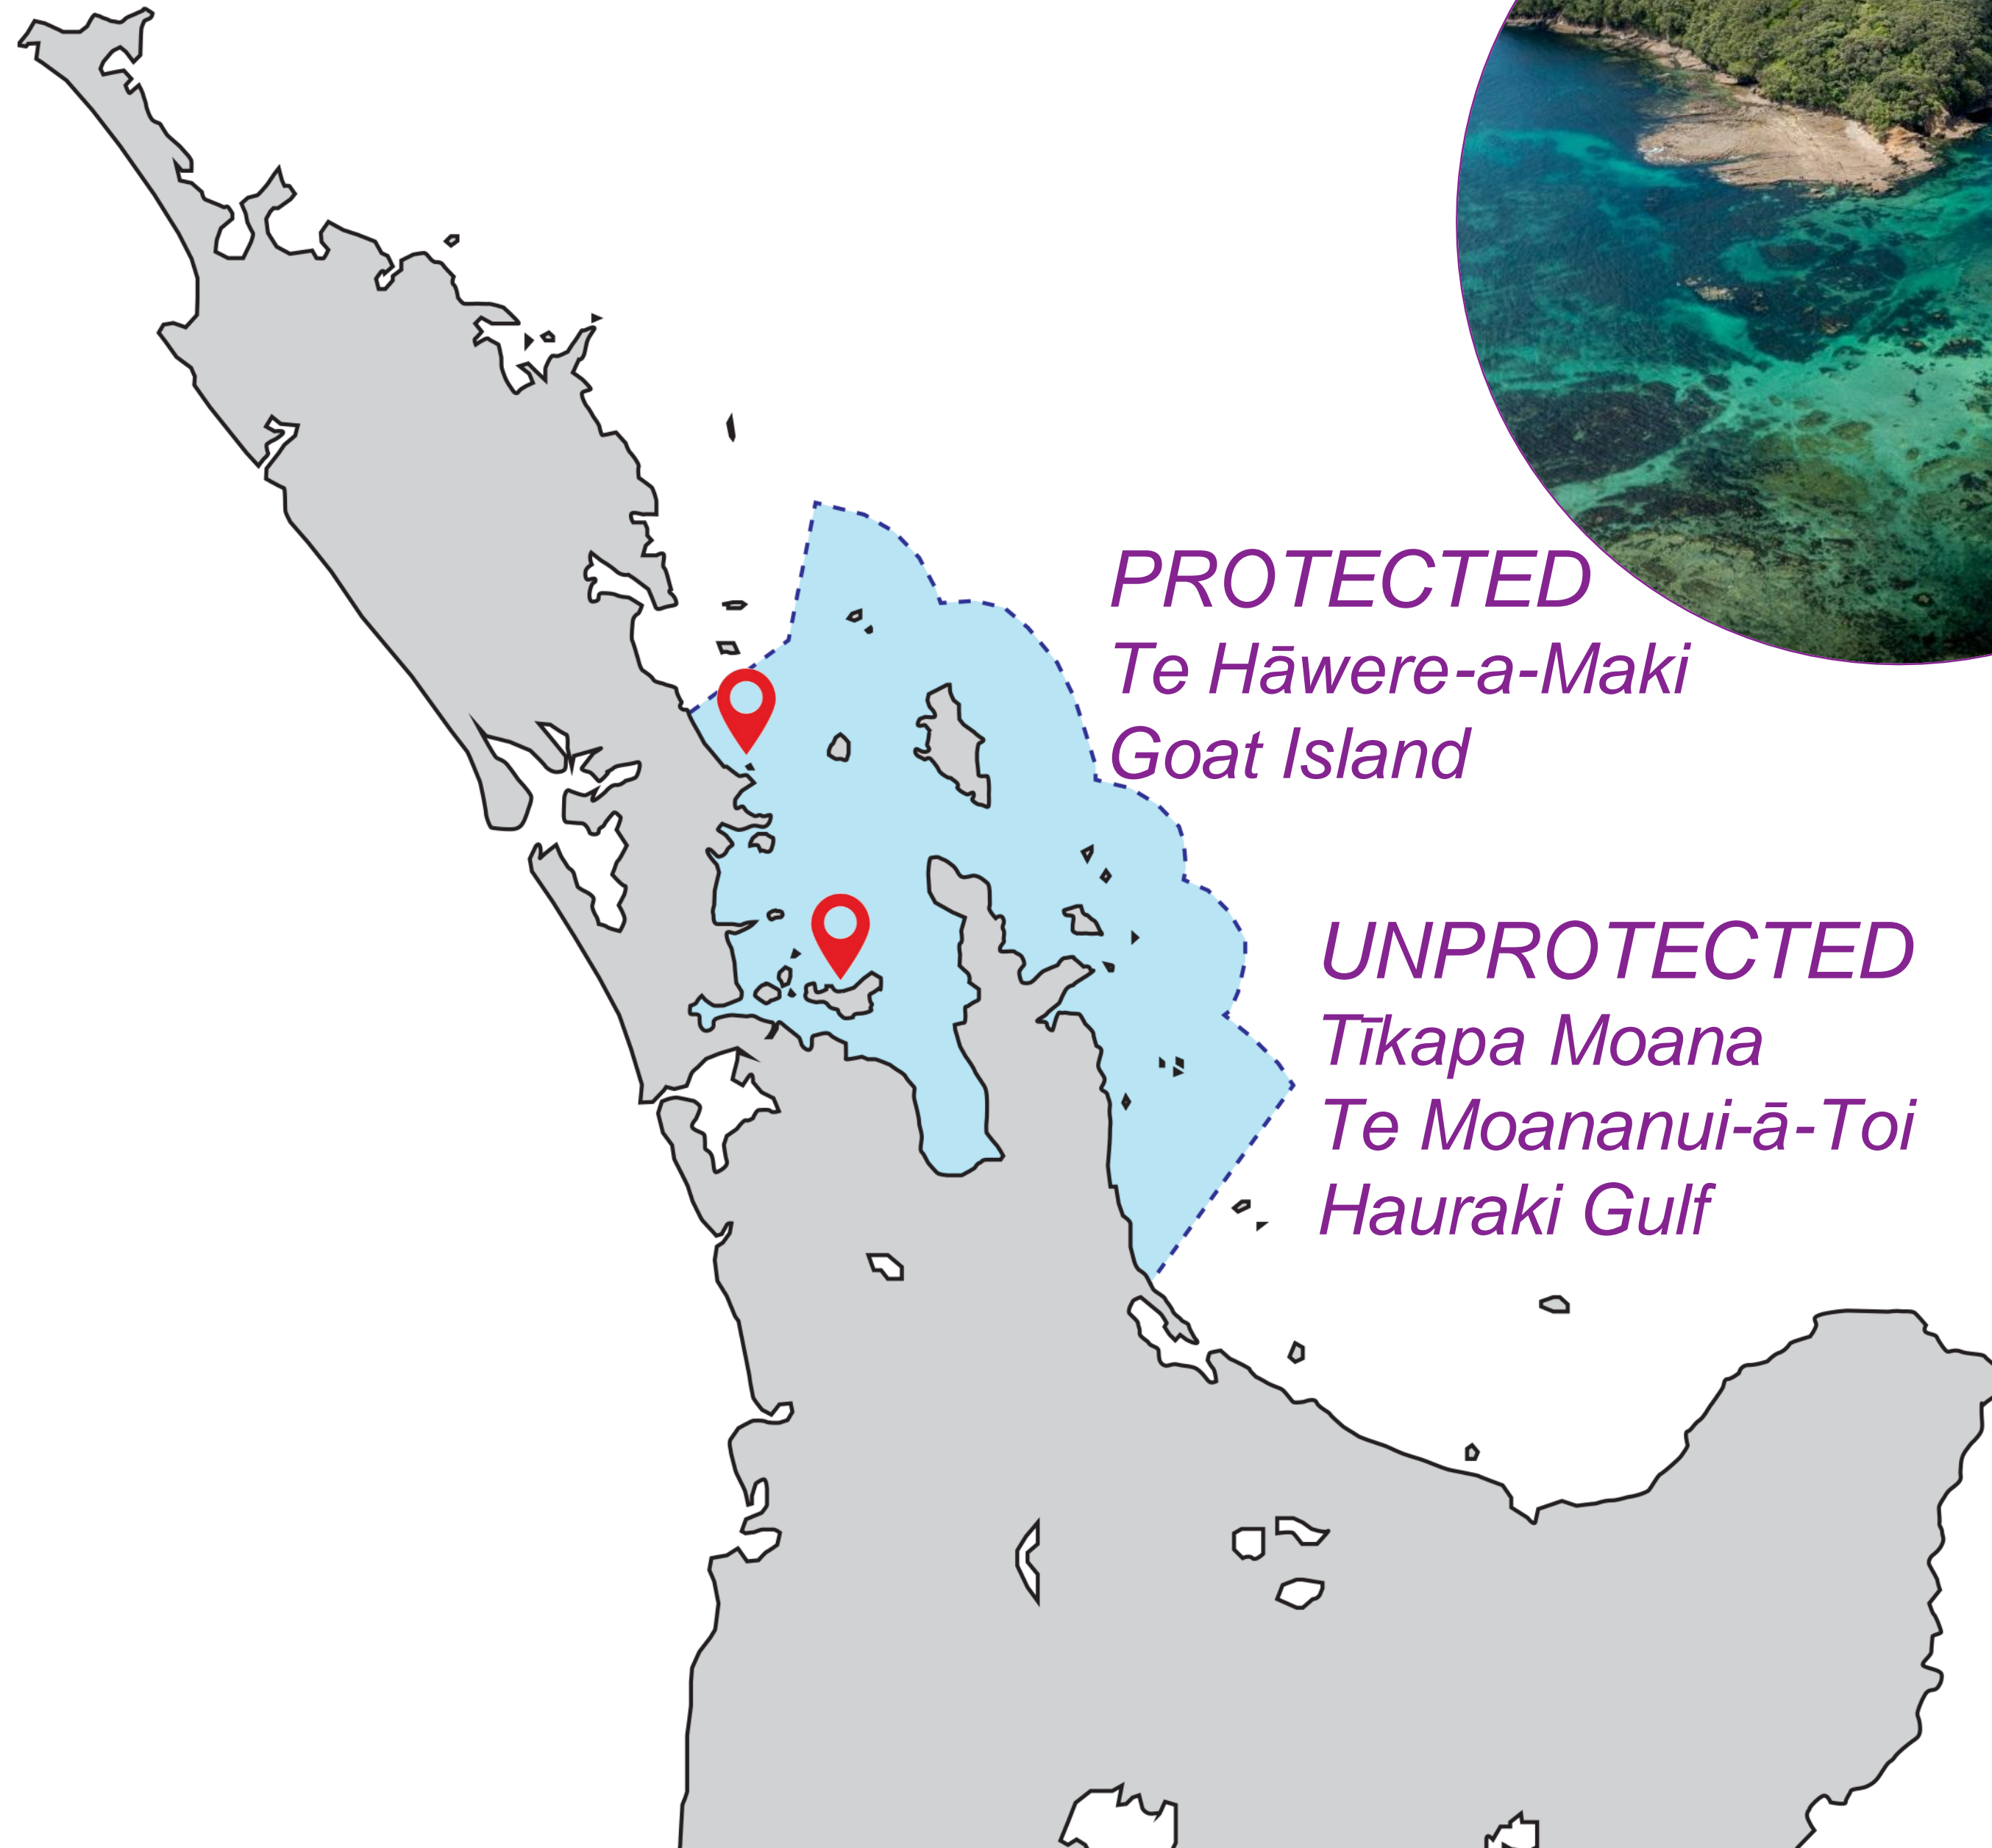 PROTECTED
Te Hāwere-a-Maki
Goat Island
UNPROTECTED
Tīkapa Moana
Te Moananui-ā-Toi
Hauraki Gulf